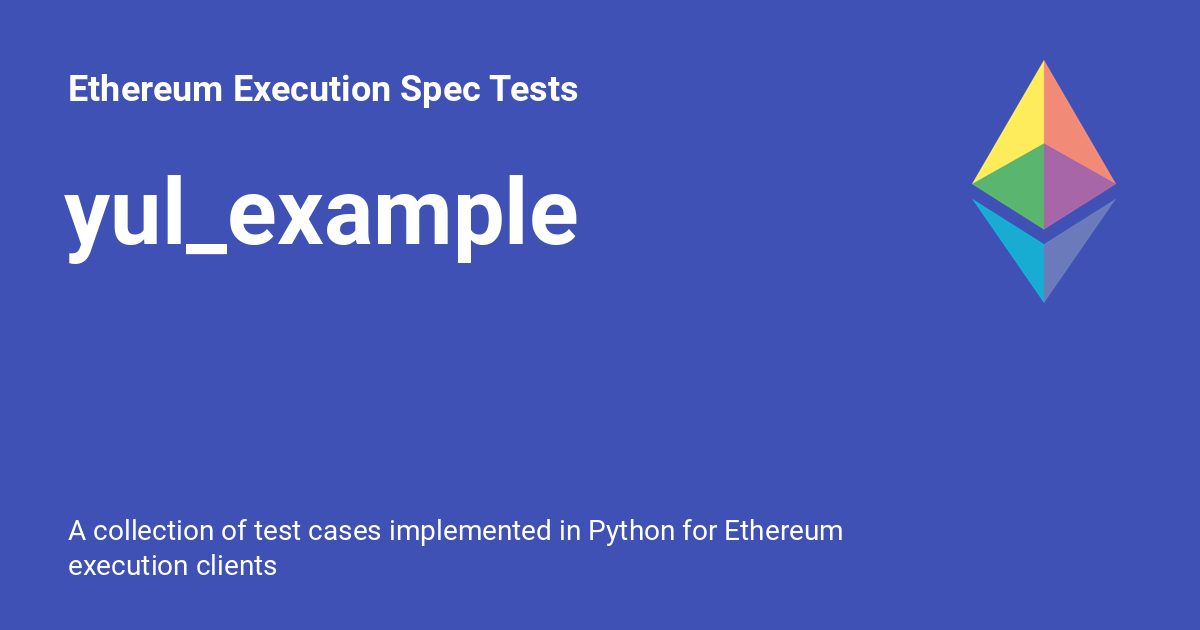 Ethereum Execution Spec Tests
yul_example
A collection of test cases implemented in Python for Ethereum
execution clients